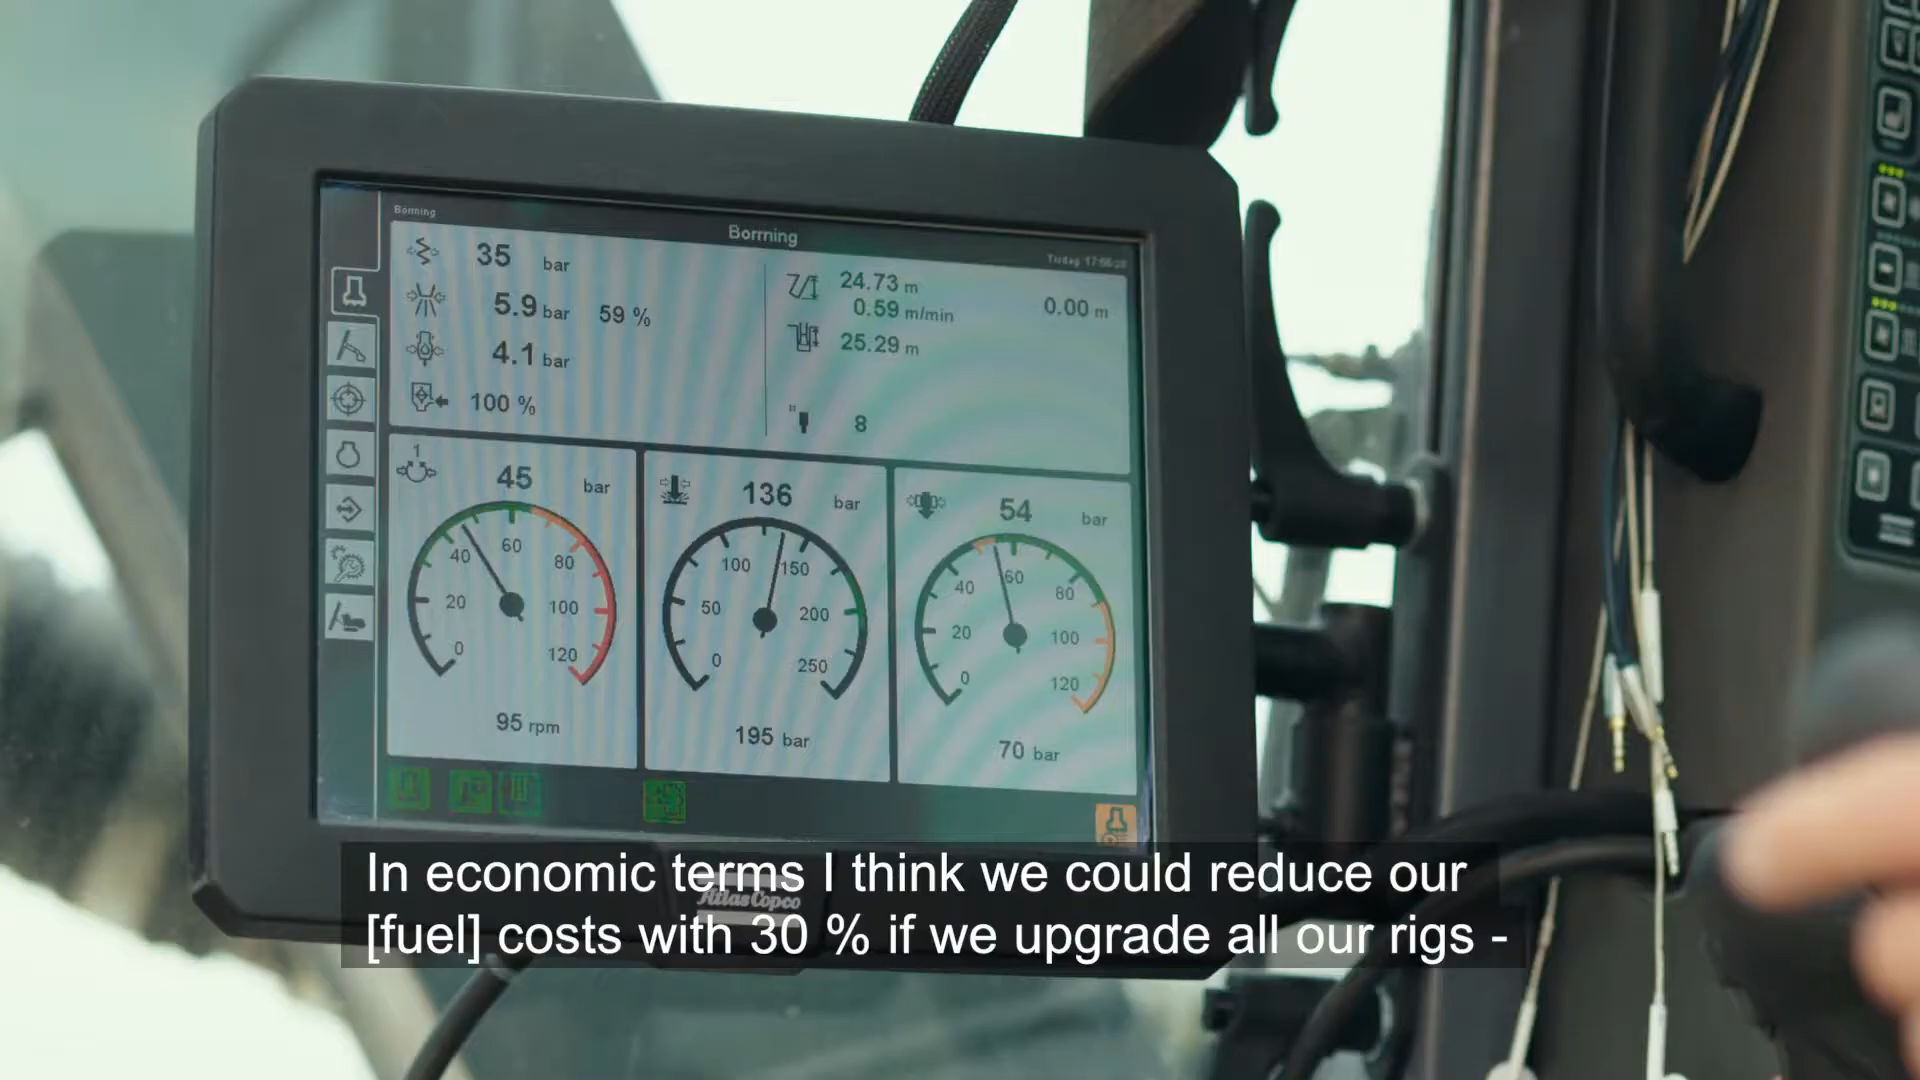 Borrning
Borrning
Tisdag
35 bar
5.9 bar 59 %
4.1 bar
100 %
24.73 m
0.59 m/min
0.00 m
25.29 m
8
1
45 bar
0 20 40 60 80 100 120
95 rpm
136 bar
0 50 100 150 200 250
195 bar
54 bar
0 20 40 60 80 100 120
70 bar
Atlas Copco
In economic terms I think we could reduce our
[fuel] costs with 30 % if we upgrade all our rigs -